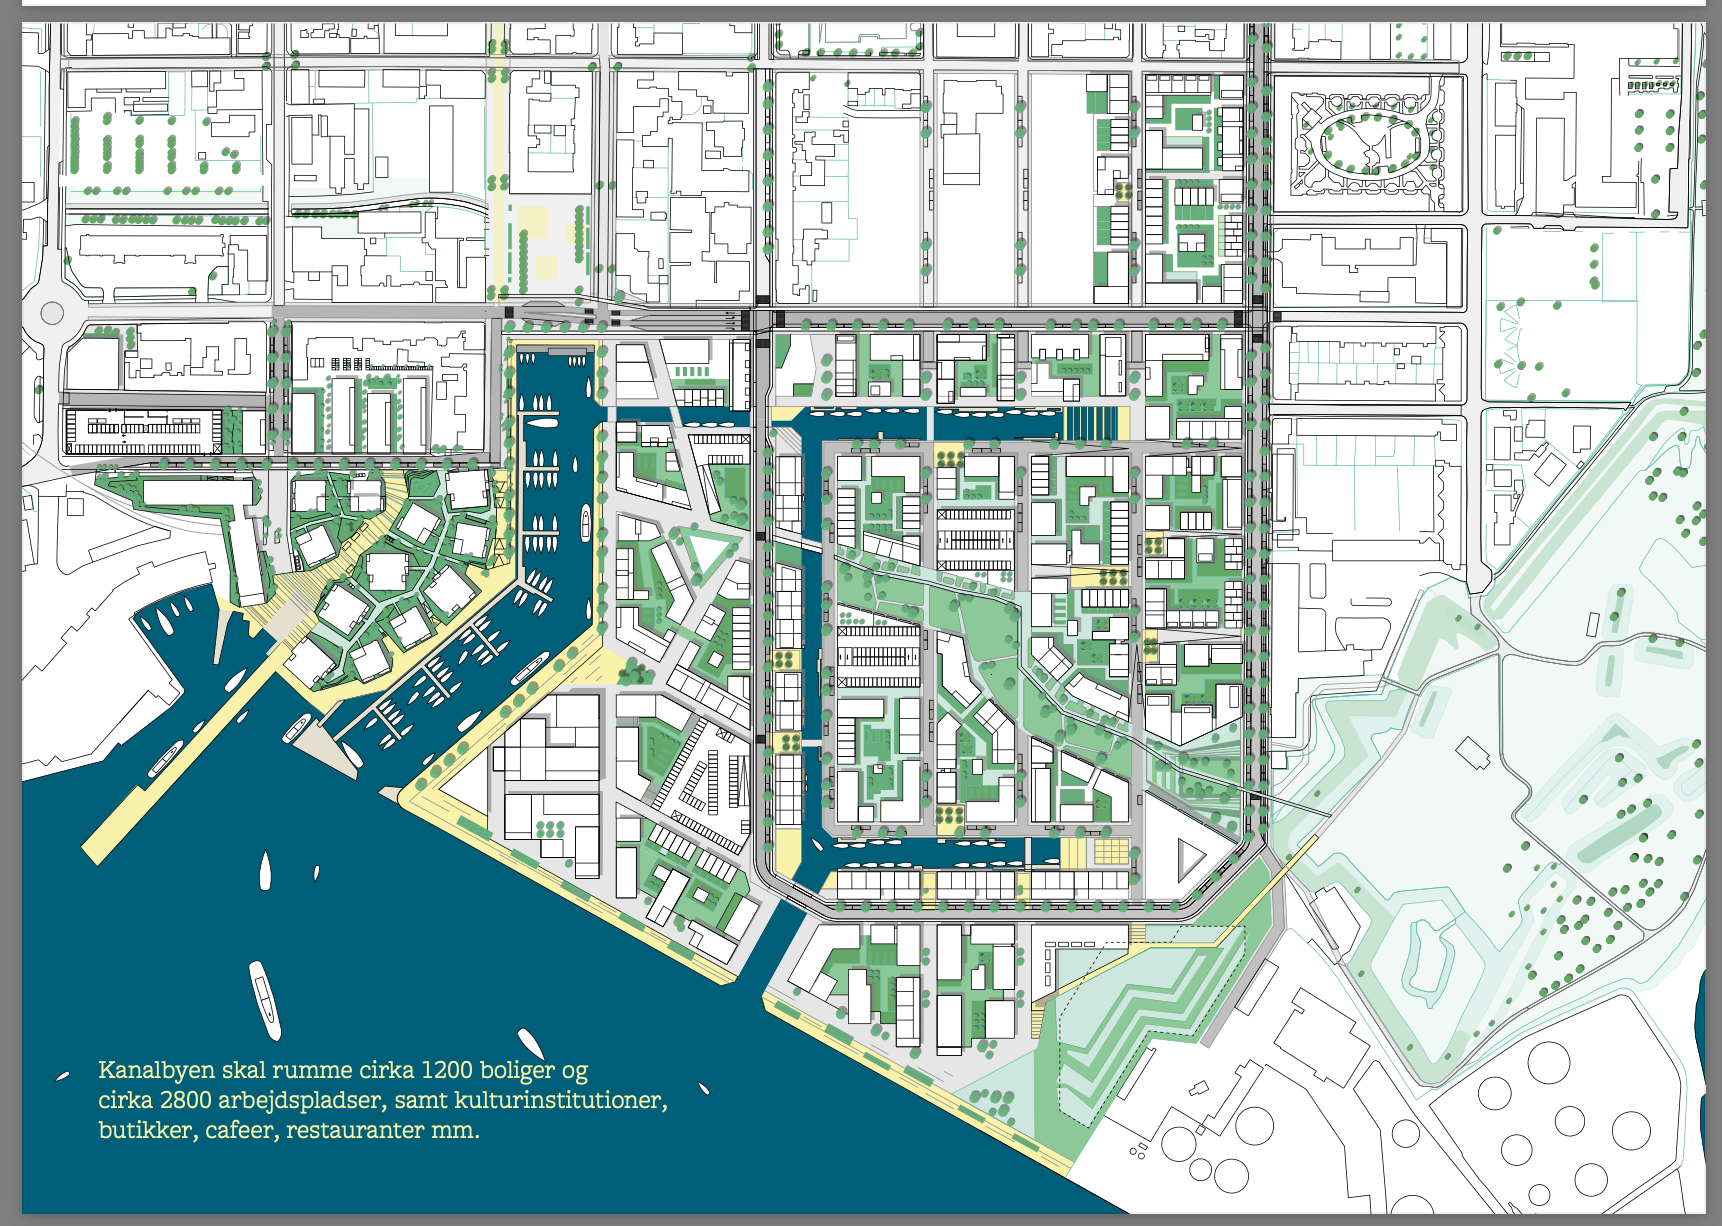 Kanalbyen skal rumme cirka 1200 boliger og
cirka 2800 arbejdspladser, samt kulturinstitutioner,
butikker, cafeer, restauranter mm.